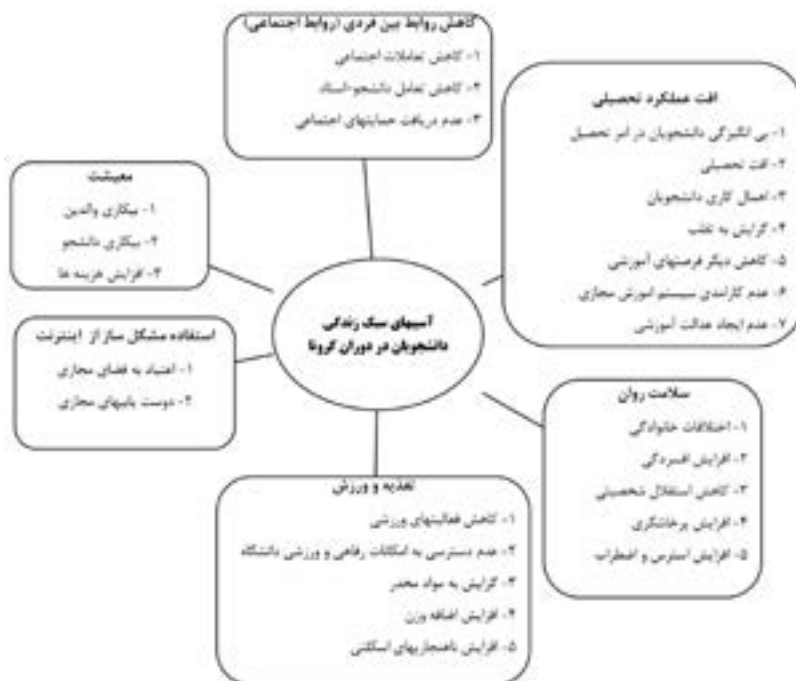 کاهش روابط بین فردی (روابط اجتماعی)
۱- کاهش تعاملات اجتماعی
۲- کاهش تعامل دانشجو-استاد
۳- عدم دریافت حمایتهای اجتماعی
افت عملکرد تحصیلی
۱- بی انگیزگی دانشجویان در امر تحصیل
۲- افت تحصیلی
۳- اهمال کاری دانشجویان
۴- گرایش به تقلب
۵- کاهش دیگر فرصتهای آموزشی
۶- عدم کارامدی سیستم اموزش مجازی
۷- عدم ایجاد عدالت آموزشی
معیشت
۱- بیکاری والدین
۲- بیکاری دانشجو
۳- افزایش هزینه ها
آسیبهای سبک زندگی
دانشجویان در دوران کرونا
استفاده مشکل ساز از اینترنت
۱- اعتیاد به فضای مجازی
۲- دوست یابیهای مجازی
سلامت روان
۱- اختلافات خانوادگی
۲- افزایش افسردگی
۳- کاهش استقلال شخصیتی
۴- افزایش پرخاشگری
۵- افزایش استرس و اضطراب
تغذیه و ورزش
۱- کاهش فعالیتهای ورزشی
۲- عدم دسترسی به امکانات رفاهی و ورزشی دانشگاه
۳- گرایش به مواد مخدر
۴- افزایش اضافه وزن
۵- افزایش ناهنجاریهای اسکلتی